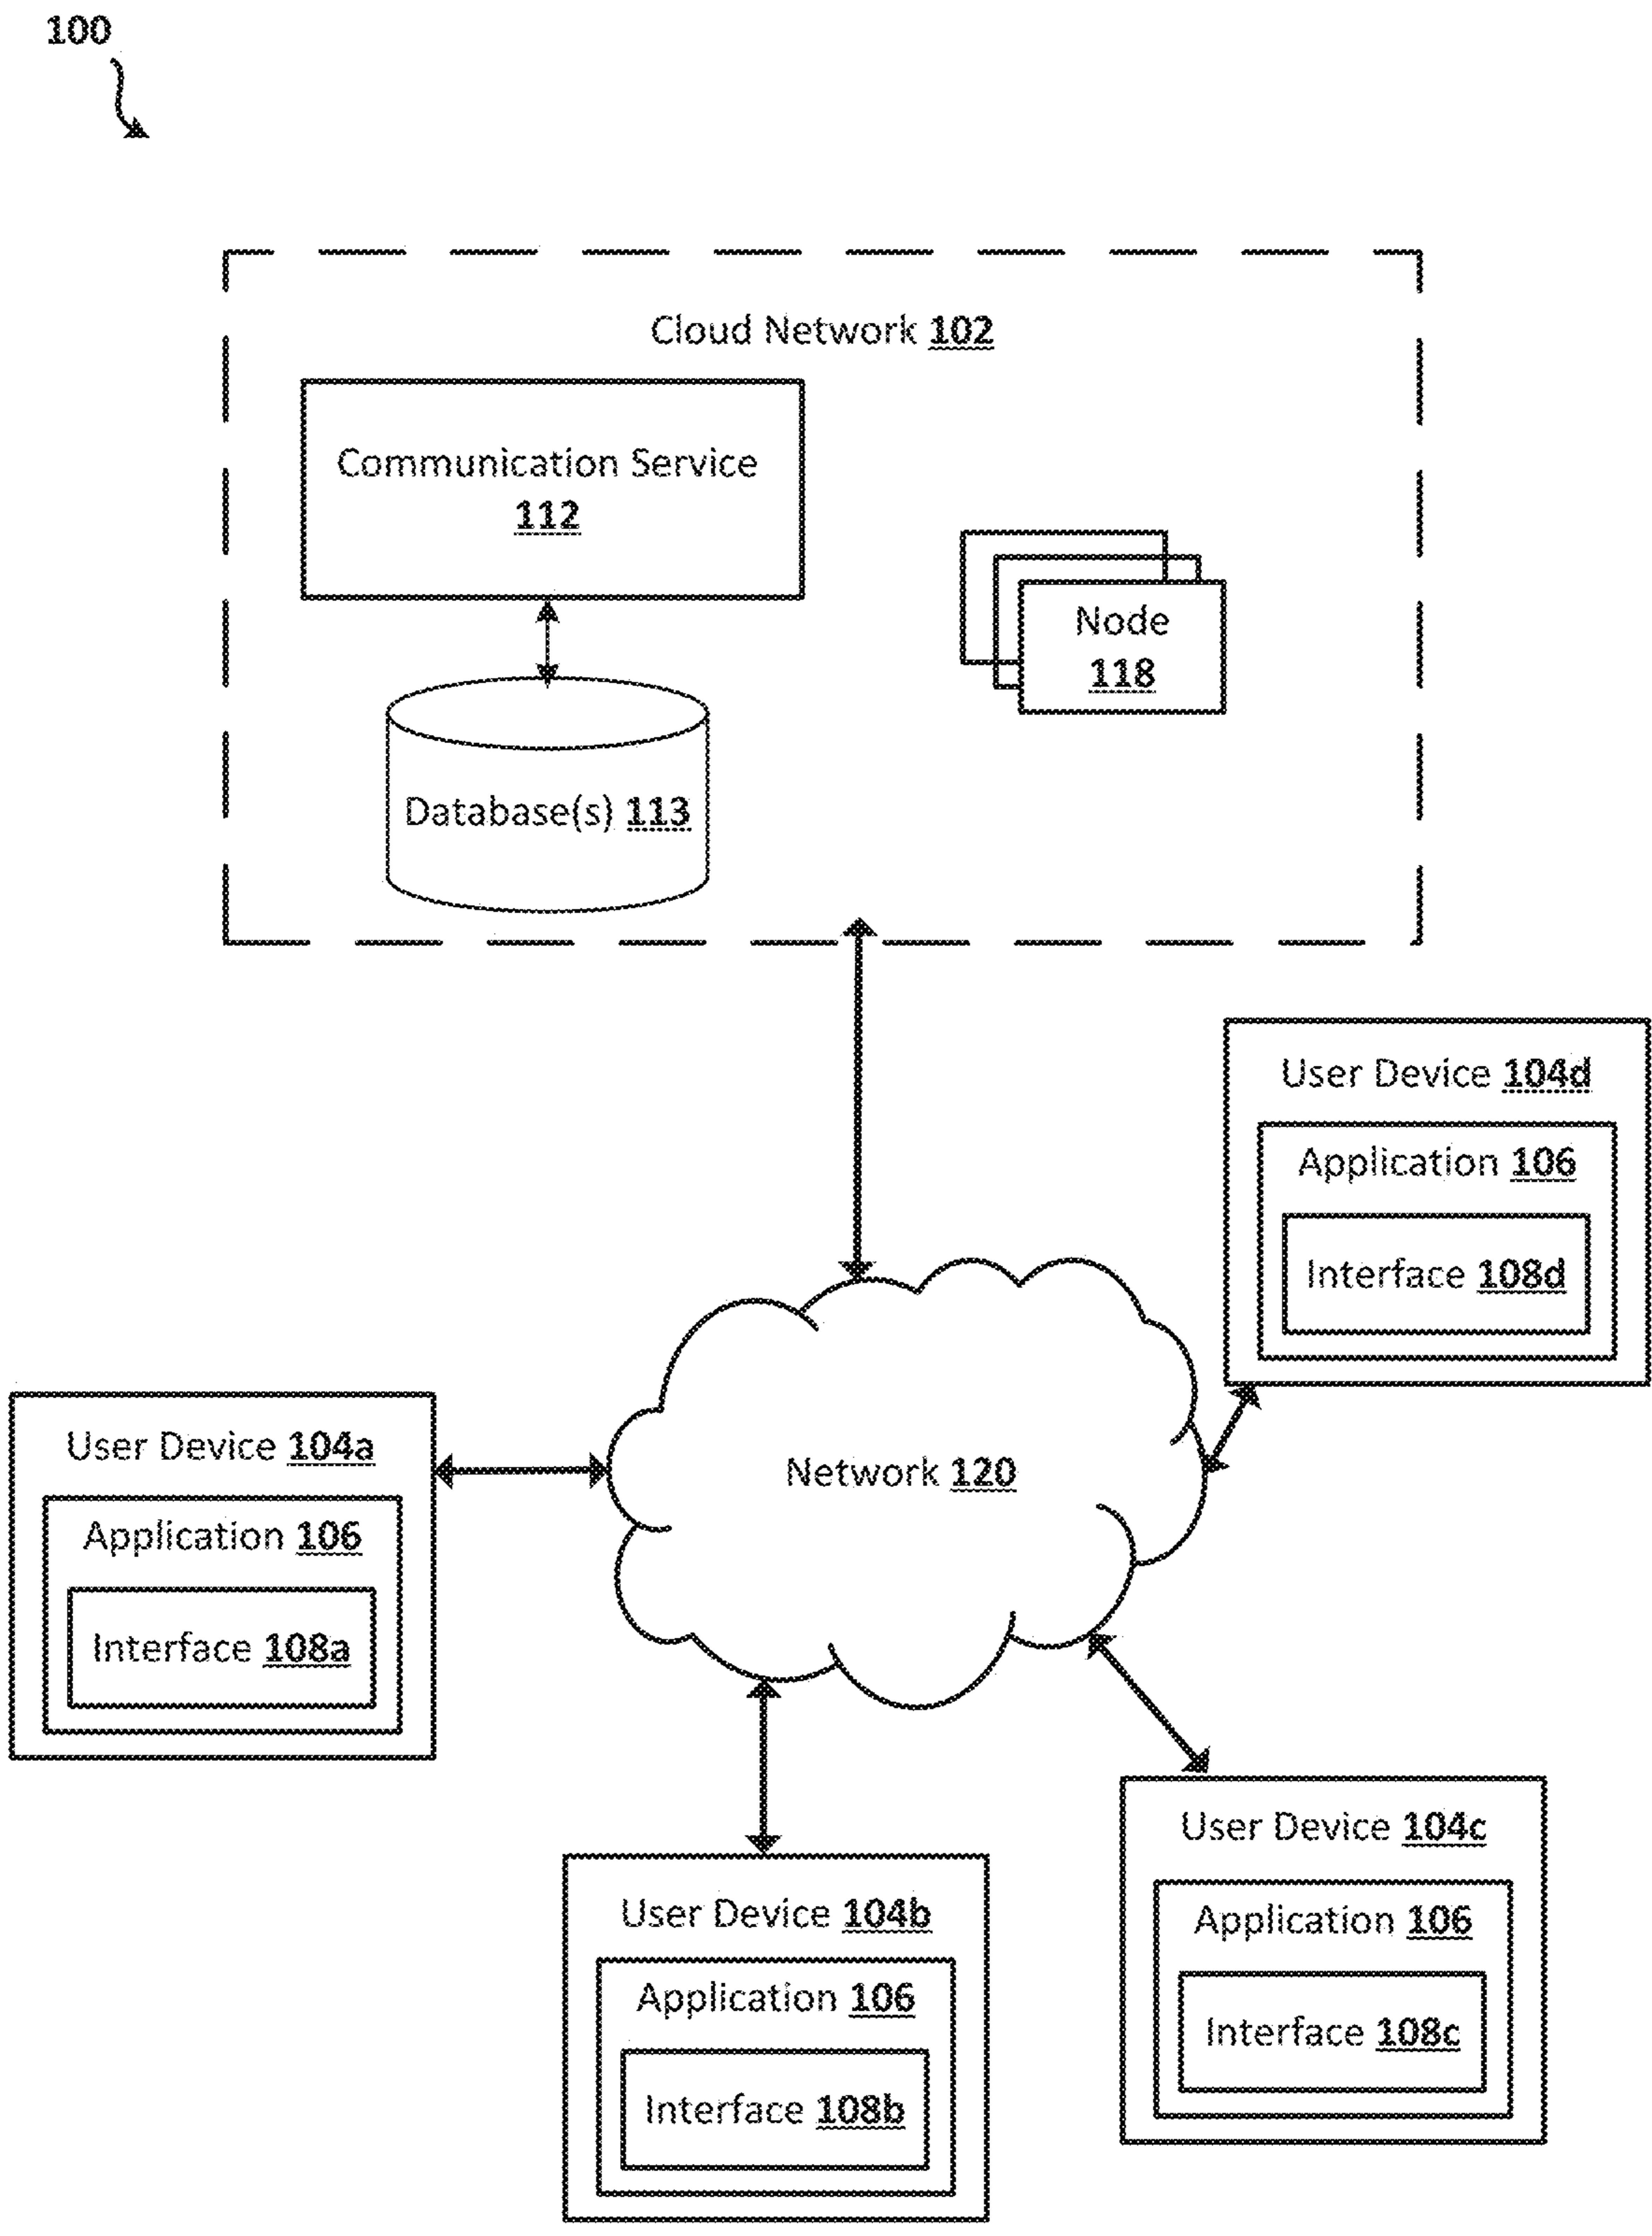 100
Cloud Network 102
Communication Service
112
Node
118
Database(s) 113
User Device 104d
Application 106
Interface 108d
User Device 104a
Application 106
Interface 108a
Network 120
User Device 104b
Application 106
Interface 108b
User Device 104c
Application 106
Interface 108c